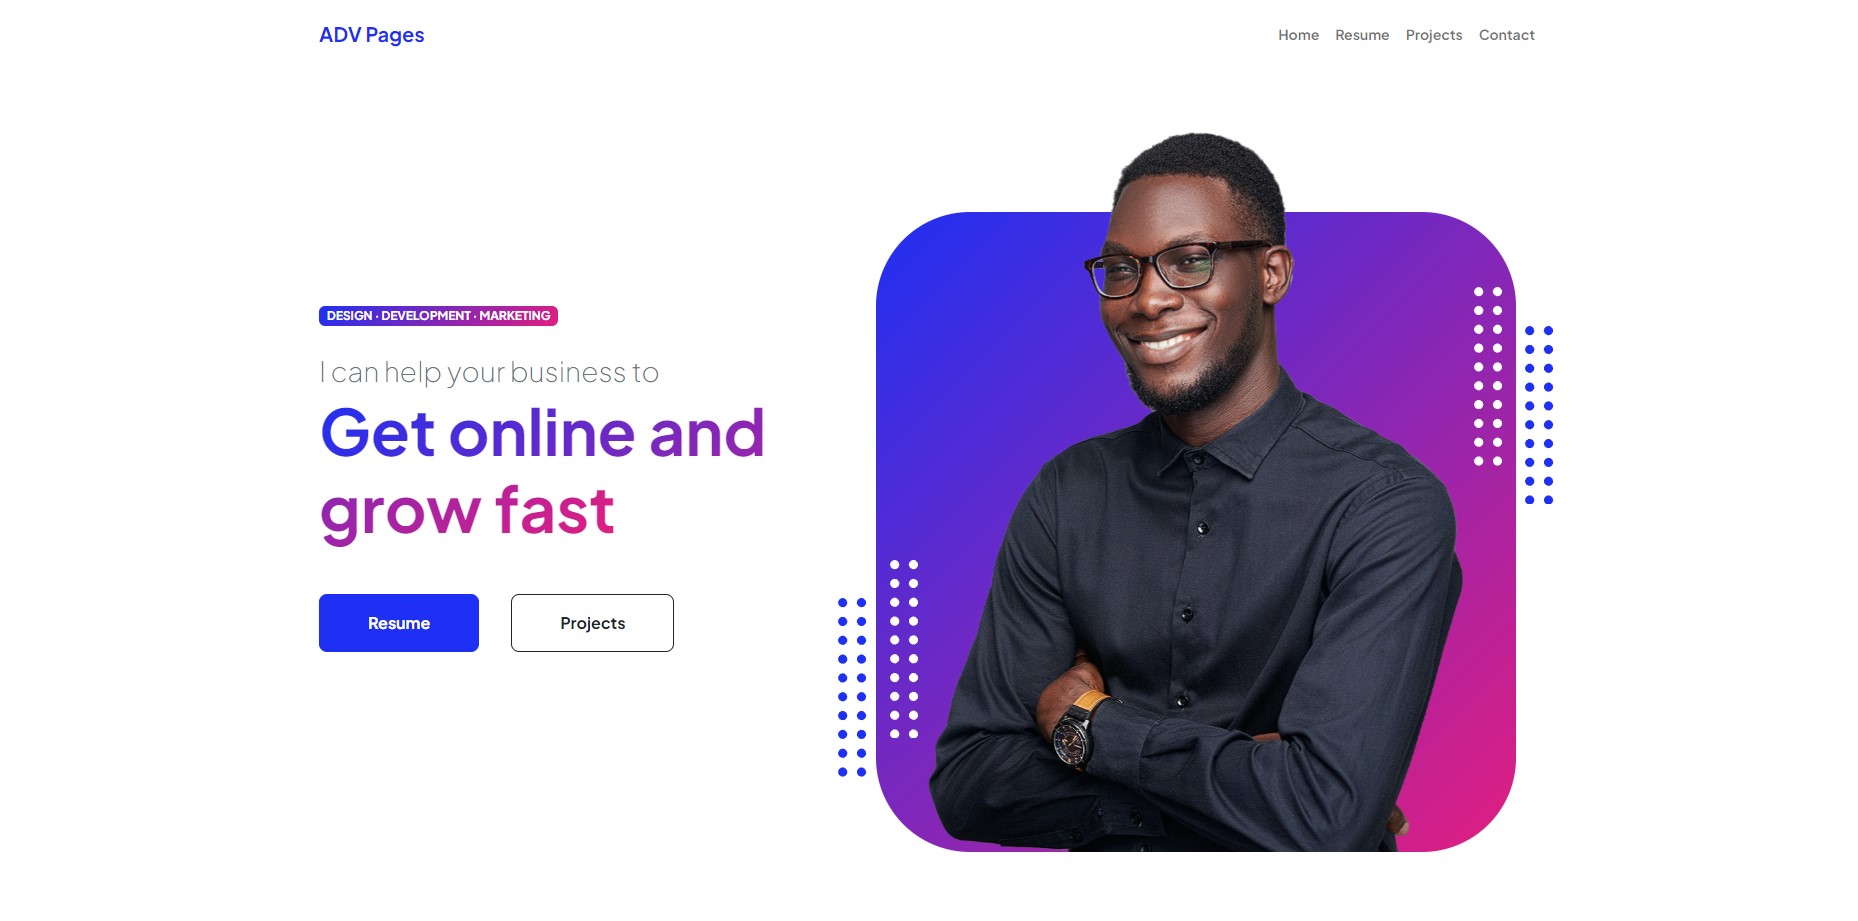 ADV Pages
Home Resume Projects Contact
DESIGN · DEVELOPMENT · MARKETING
I can help your business to
Get online and
grow fast
Resume Projects